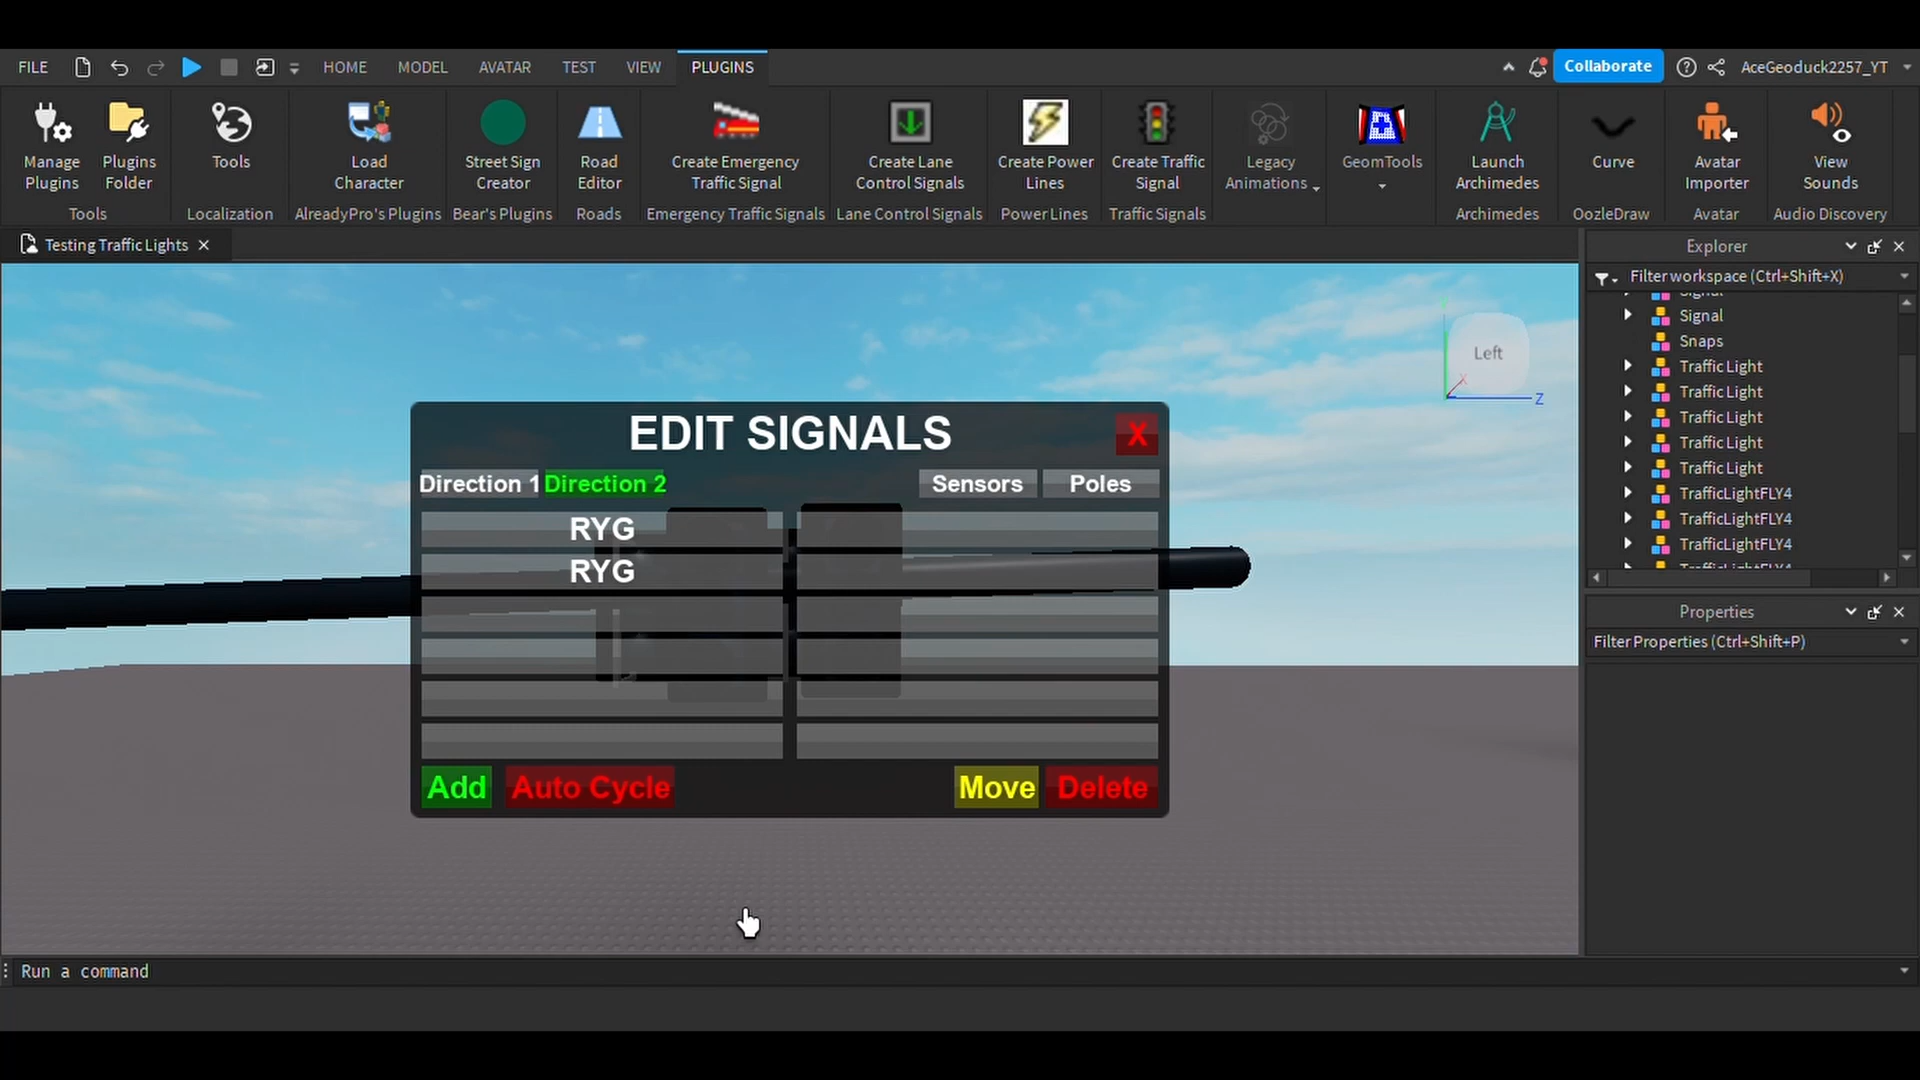 FILE HOME MODEL AVATAR TEST VIEW PLUGINS Collaborate AceGeoduck2257_YT
Manage Plugins
Plugins Folder
Tools
Load Character
Street Sign Creator
Road Editor
Create Emergency Traffic Signal
Create Lane Control Signals
Create Power Lines
Create Traffic Signal
Legacy Animations
GeomTools
Launch Archimedes
Curve
Avatar Importer
View Sounds
Tools Localization AlreadyPro's Plugins Bear's Plugins Roads Emergency Traffic Signals Lane Control Signals Power Lines Traffic Signals Archimedes OozleDraw Avatar Audio Discovery
Testing Traffic Lights
Explorer
Filter workspace (Ctrl+Shift+X)
Signal
Signal
Snaps
Traffic Light
Traffic Light
Traffic Light
Traffic Light
Traffic Light
TrafficLightFLY4
TrafficLightFLY4
TrafficLightFLY4
TrafficLightFLY4
Left
X
Z
EDIT SIGNALS
X
Direction 1 Direction 2 Sensors Poles
RYG
RYG
Add Auto Cycle Move Delete
Properties
Filter Properties (Ctrl+Shift+P)
Run a command